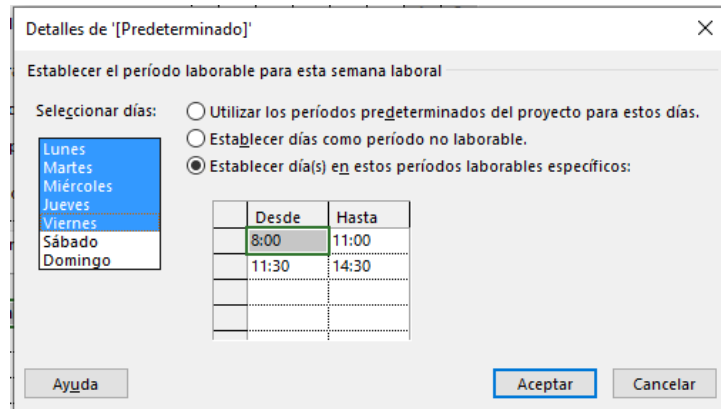 Detalles de '[Predeterminado]'
Establecer el período laborable para esta semana laboral
Seleccionar días:
Utilizar los períodos predeterminados del proyecto para estos días.
Establecer días como período no laborable.
Establecer día(s) en estos períodos laborables específicos:
Lunes
Martes
Miércoles
Jueves
Viernes
Sábado
Domingo
Desde Hasta
8:00 11:00
11:30 14:30
Ayuda Aceptar Cancelar